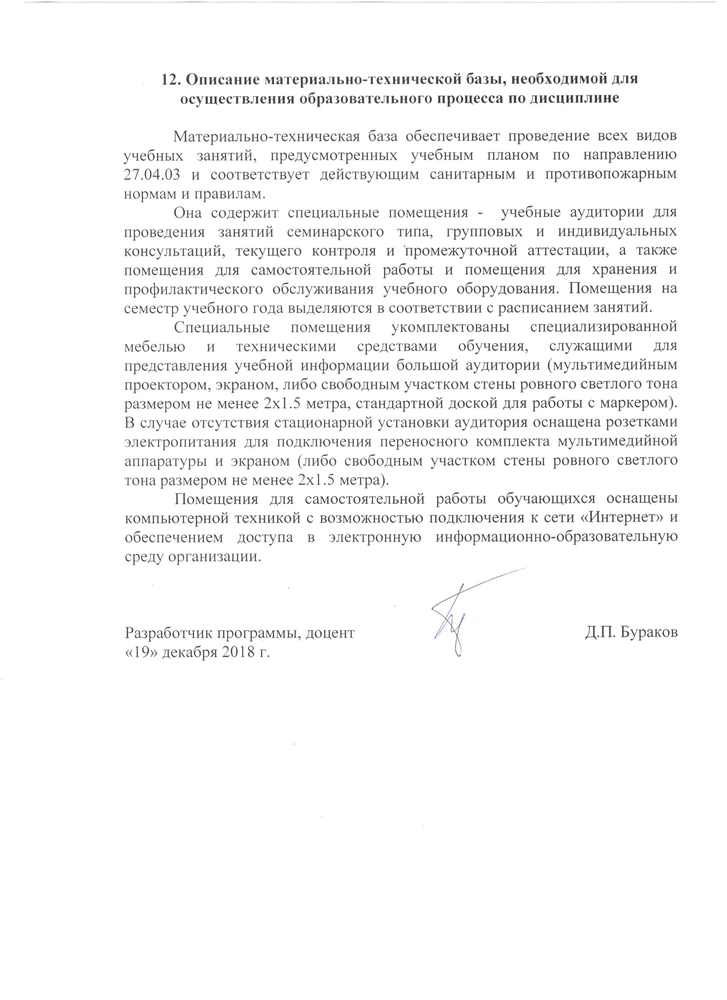 12. Описание материально-технической базы, необходимой для
осуществления образовательного процесса по дисциплине
Материально-техническая база обеспечивает проведение всех видов
учебных занятий, предусмотренных учебным планом по направлению
27.04.03 и соответствует действующим санитарным и противопожарным
нормам и правилам.
Она содержит специальные помещения - учебные аудитории для
проведения занятий семинарского типа, групповых и индивидуальных
консультаций, текущего контроля и промежуточной аттестации, а также
помещения для самостоятельной работы и помещения для хранения и
профилактического обслуживания учебного оборудования. Помещения на
семестр учебного года выделяются в соответствии с расписанием занятий.
Специальные помещения укомплектованы специализированной
мебелью и техническими средствами обучения, служащими для
представления учебной информации большой аудитории (мультимедийным
проектором, экраном, либо свободным участком стены ровного светлого тона
размером не менее 2х1.5 метра, стандартной доской для работы с маркером).
В случае отсутствия стационарной установки аудитория оснащена розетками
электропитания для подключения переносного комплекта мультимедийной
аппаратуры и экраном (либо свободным участком стены ровного светлого
тона размером не менее 2х1.5 метра).
Помещения для самостоятельной работы обучающихся оснащены
компьютерной техникой с возможностью подключения к сети «Интернет» и
обеспечением доступа в электронную информационно-образовательную
среду организации.
Разработчик программы, доцент Д.П. Бураков
«19» декабря 2018 г.